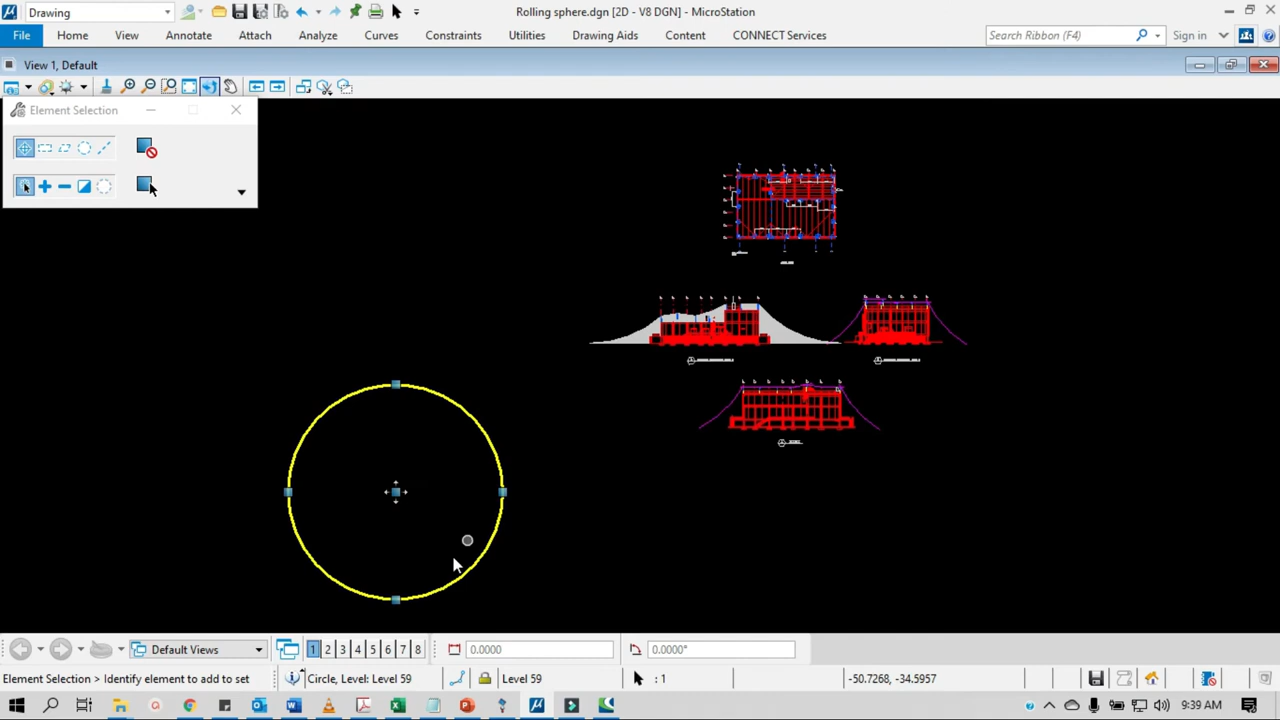 Drawing
Rolling sphere.dgn [2D - V8 DGN] - MicroStation
File Home View Annotate Attach Analyze Curves Constraints Utilities Drawing Aids Content CONNECT Services Search Ribbon (F4) Sign in
View 1, Default
Element Selection
Default Views 1 2 3 4 5 6 7 8 0.0000 0.0000°
Element Selection > Identify element to add to set Circle, Level: Level 59 Level 59 : 1 -50.7268, -34.5957
9:39 AM